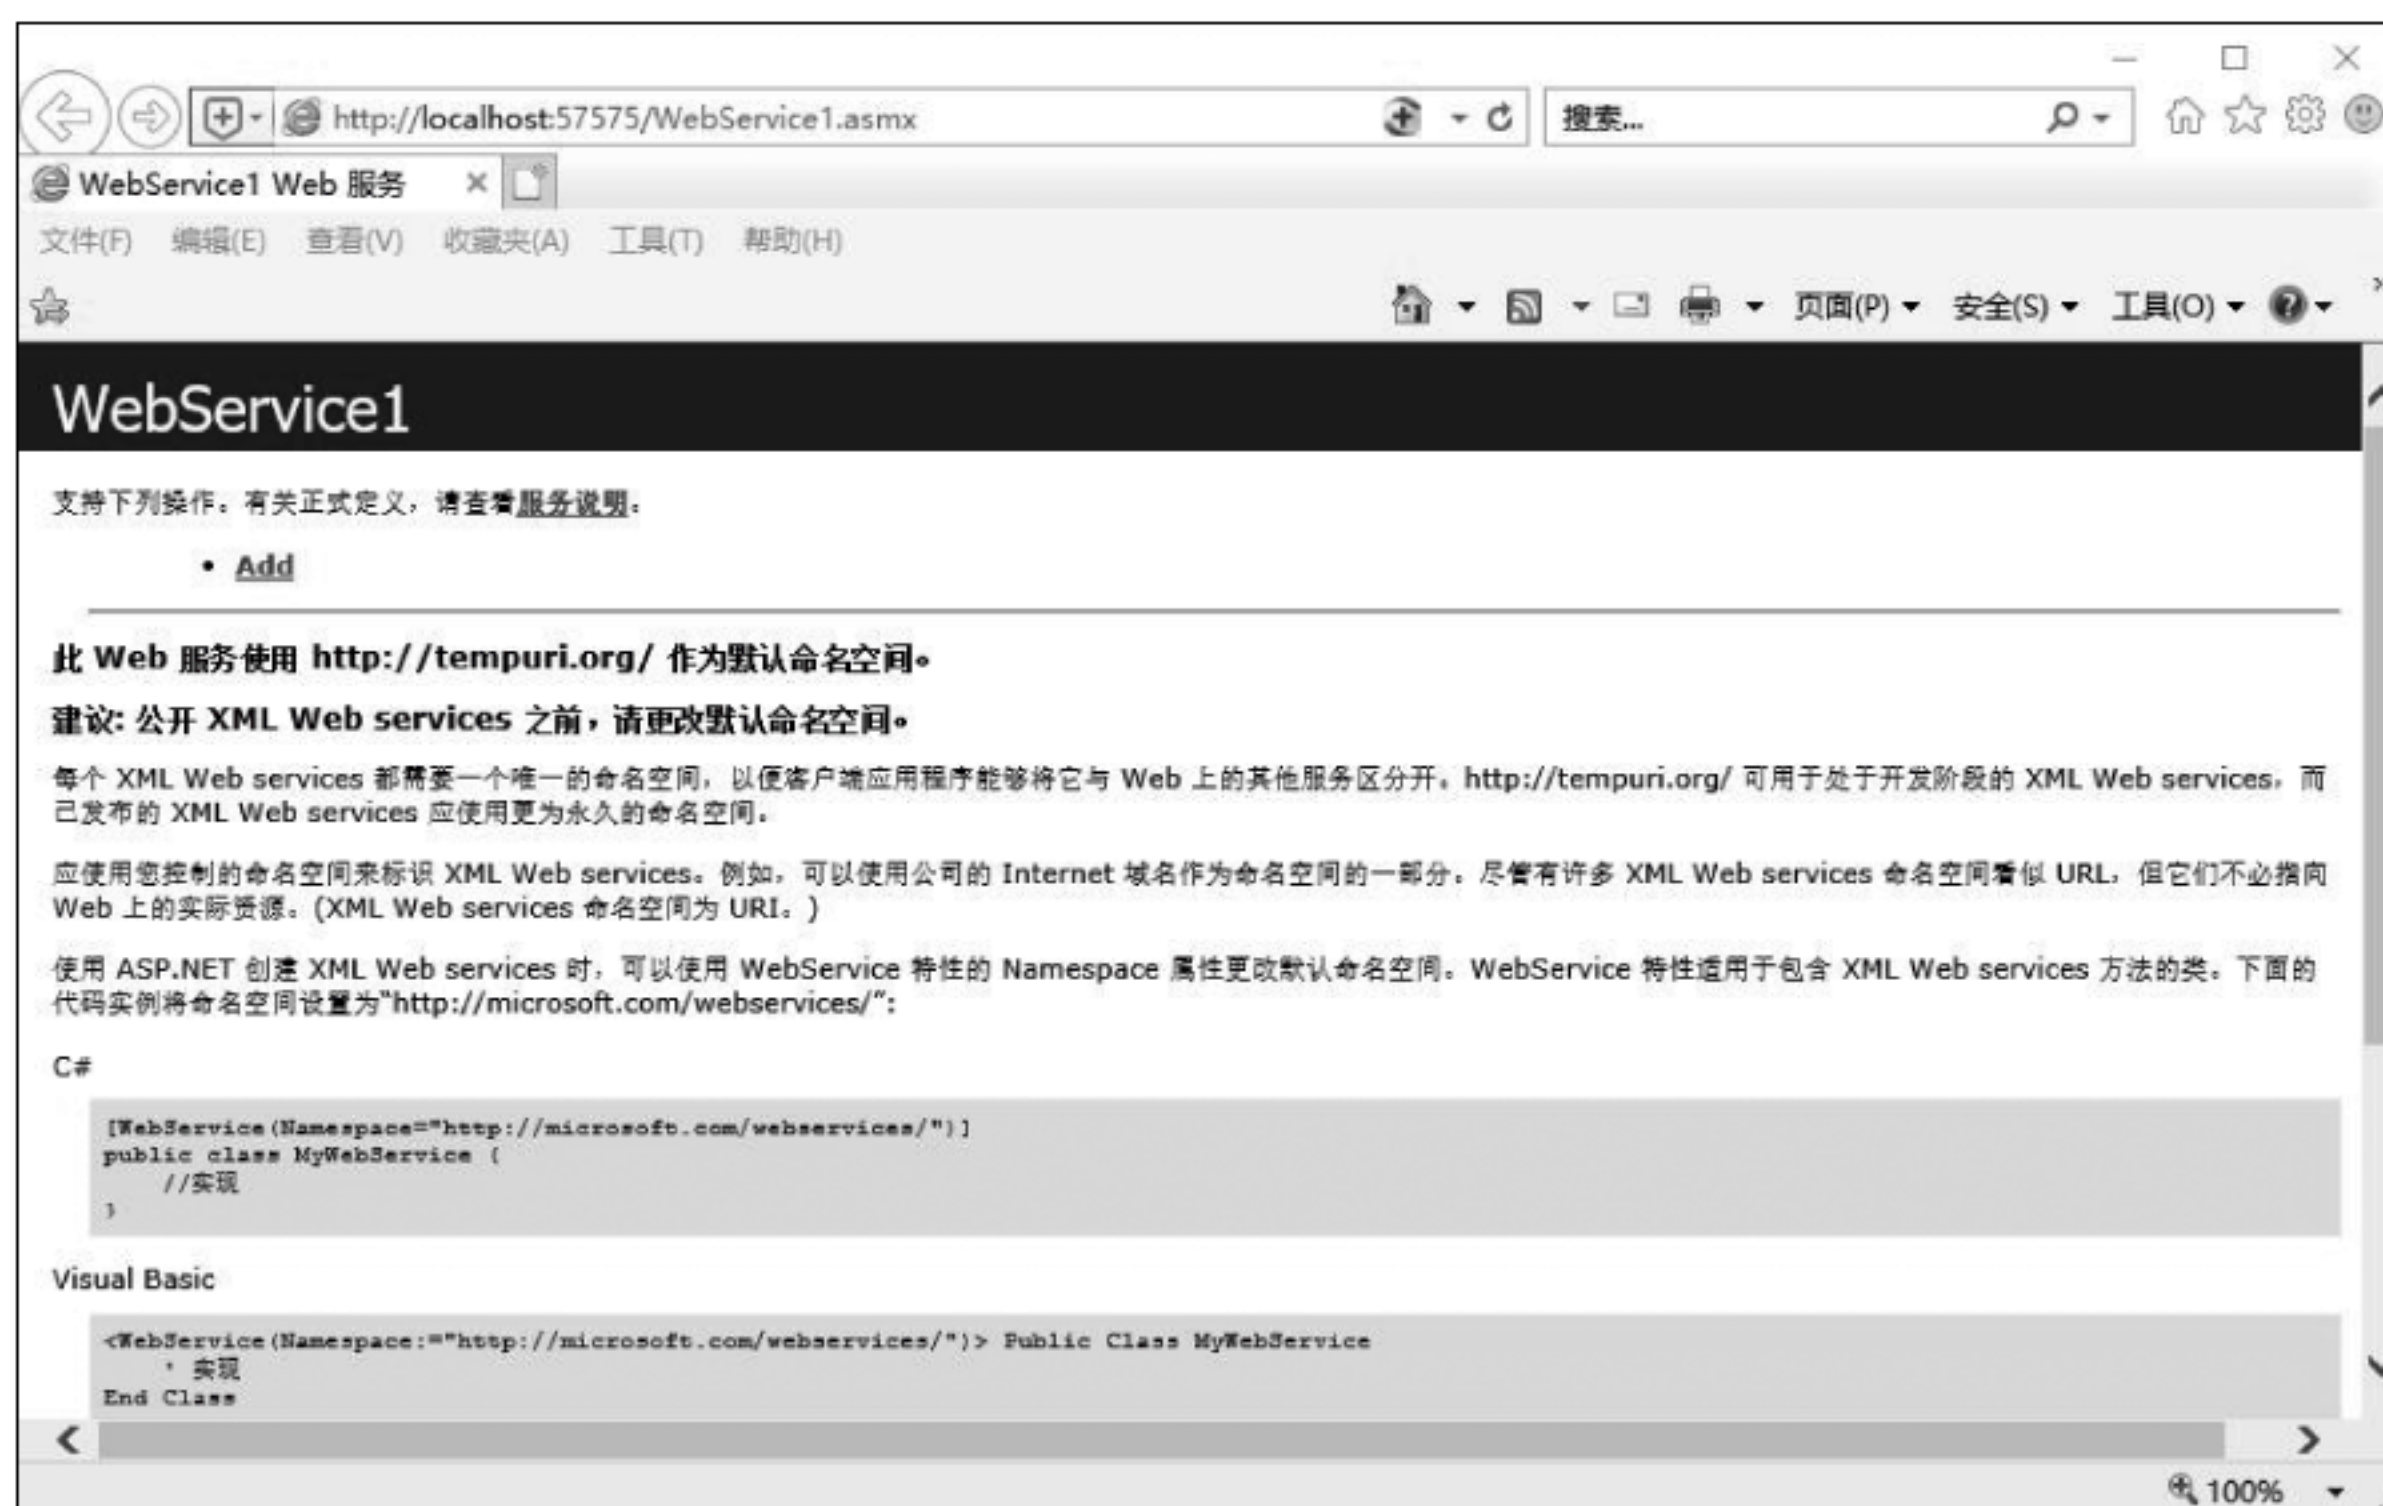 http://localhost:57575/WebService1.asmx
搜索...
WebService1 Web 服务
文件(F) 编辑(E) 查看(V) 收藏夹(A) 工具(T) 帮助(H)
页面(P) 安全(S) 工具(O)
WebService1
支持下列操作。有关正式定义，请查看服务说明。
• Add
此 Web 服务使用 http://tempuri.org/ 作为默认命名空间。
建议: 公开 XML Web services 之前，请更改默认命名空间。
每个 XML Web services 都需要一个唯一的命名空间，以便客户端应用程序能够将它与 Web 上的其他服务区分开。http://tempuri.org/ 可用于处于开发阶段的 XML Web services，而
已发布的 XML Web services 应使用更为永久的命名空间。
应使用您控制的命名空间来标识 XML Web services。例如，可以使用公司的 Internet 域名作为命名空间的一部分。尽管有许多 XML Web services 命名空间看似 URL，但它们不必指向
Web 上的实际资源。(XML Web services 命名空间为 URI。)
使用 ASP.NET 创建 XML Web services 时，可以使用 WebService 特性的 Namespace 属性更改默认命名空间。WebService 特性适用于包含 XML Web services 方法的类。下面的
代码实例将命名空间设置为“http://microsoft.com/webservices/”:
C#
[WebService(Namespace="http://microsoft.com/webservices/")]
public class MyWebService {
//实现
}
Visual Basic
<WebService(Namespace:="http://microsoft.com/webservices/")> Public Class MyWebService
' 实现
End Class
100%